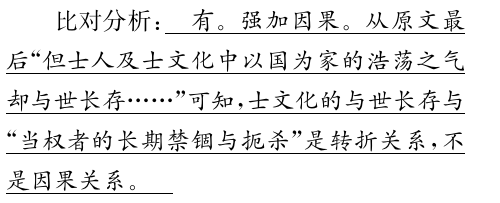 比对分析：　有。强加因果。从原文最
后“但士人及士文化中以国为家的浩荡之气
却与世长存……”可知，士文化的与世长存与
“当权者的长期禁锢与扼杀”是转折关系，不
是因果关系。